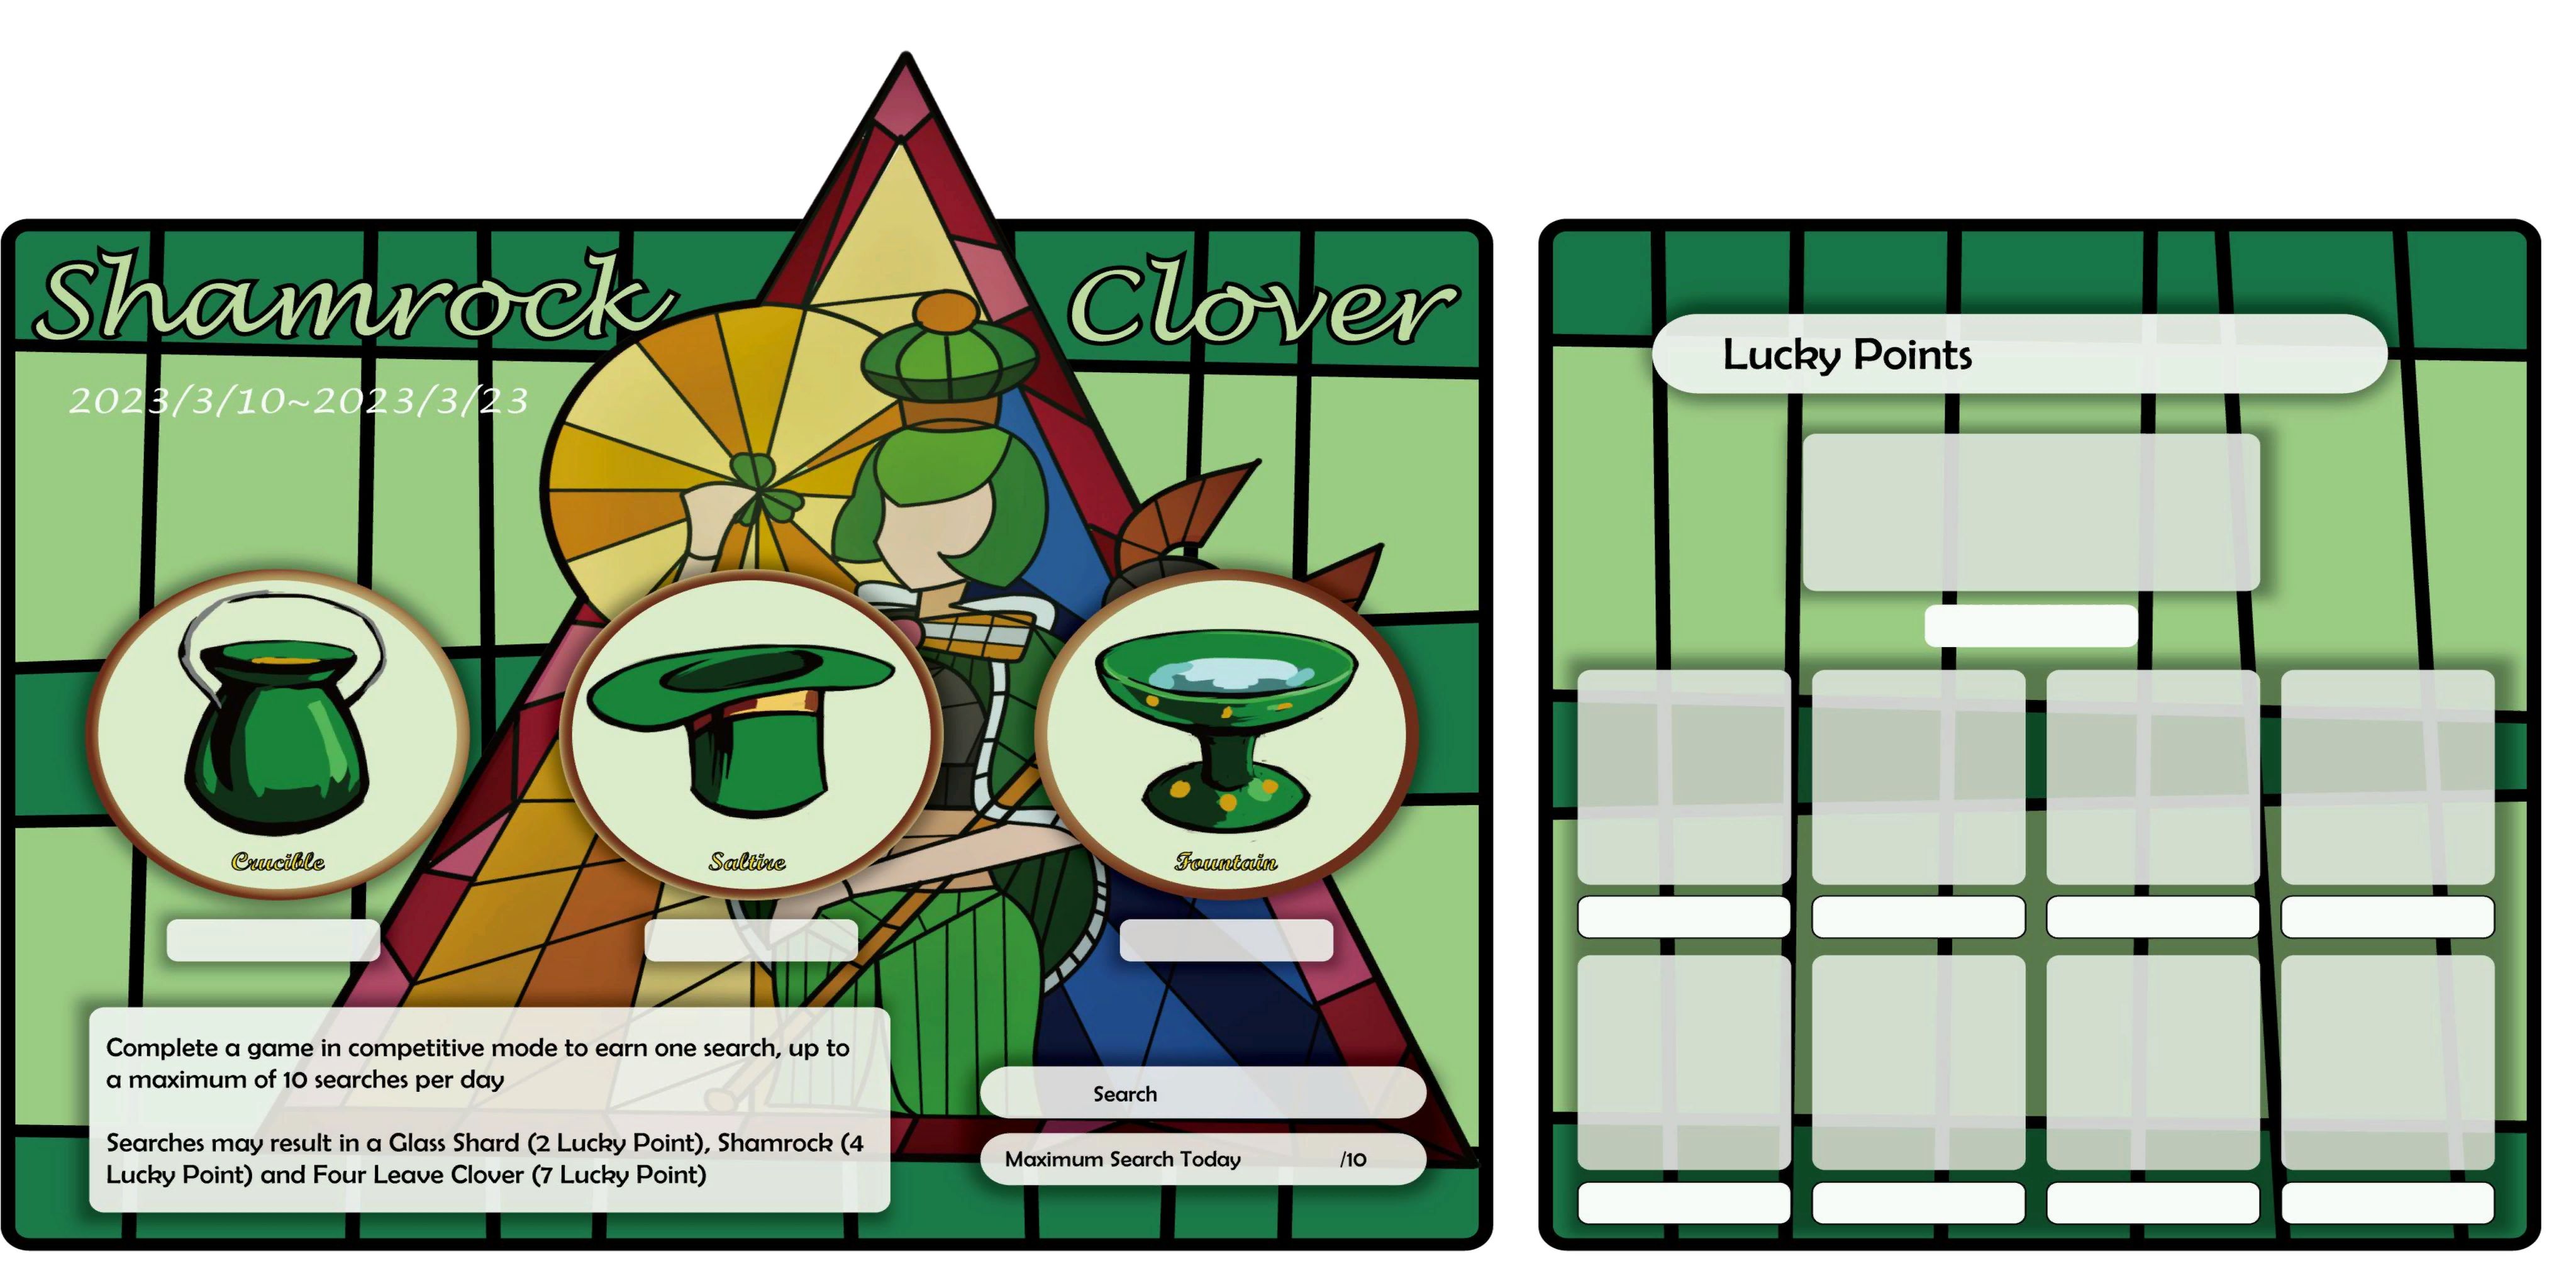 Shamrock Clover
2023/3/10~2023/3/23
Crucible
Saltire
Fountain
Complete a game in competitive mode to earn one search, up to
a maximum of 10 searches per day
Searches may result in a Glass Shard (2 Lucky Point), Shamrock (4
Lucky Point) and Four Leave Clover (7 Lucky Point)
Search
Maximum Search Today /10
Lucky Points